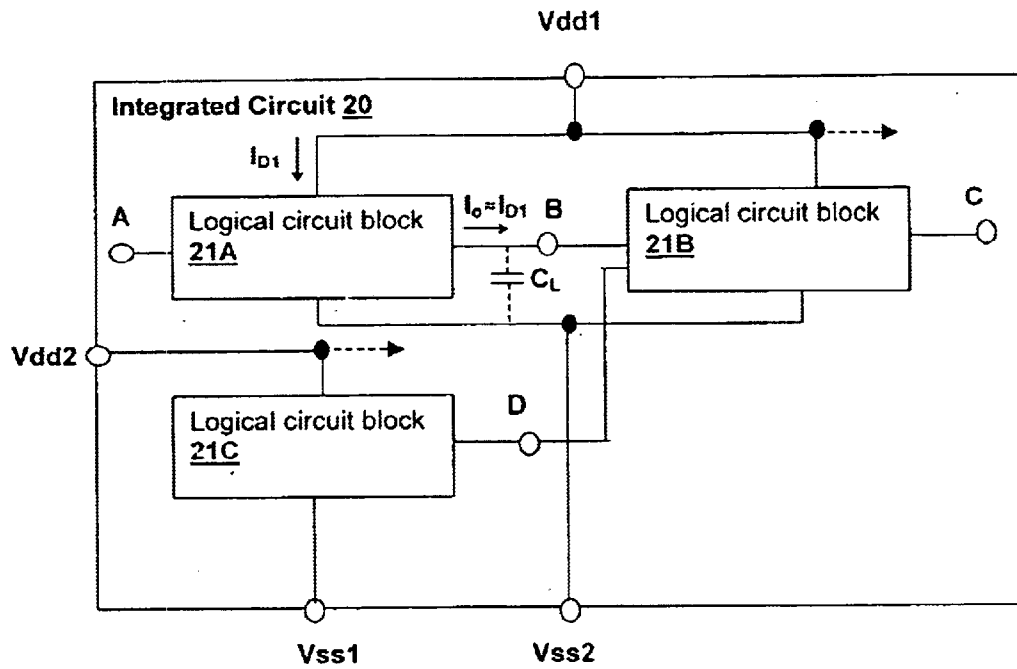 Vdd1
Integrated Circuit 20
ID1
A
Logical circuit block
21A
Io≈ID1
B
CL
Logical circuit block
21B
C
Vdd2
Logical circuit block
21C
D
Vss1
Vss2